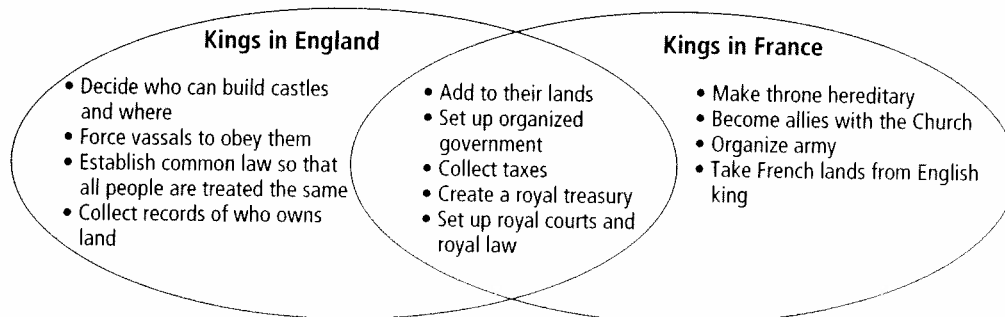 Kings in England
• Decide who can build castles
and where
• Force vassals to obey them
• Establish common law so that
all people are treated the same
• Collect records of who owns
land
• Add to their lands
• Set up organized
government
• Collect taxes
• Create a royal treasury
• Set up royal courts and
royal law
Kings in France
• Make throne hereditary
• Become allies with the Church
• Organize army
• Take French lands from English
king